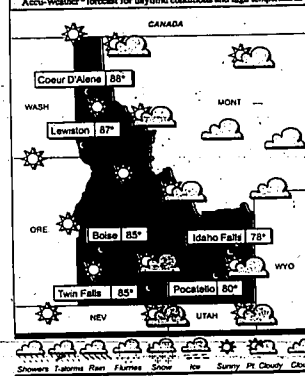 Accu-Weather® forecast for daytime conditions and high temperatures
CANADA
Coeur D'Alene 88°
WASH
MONT
Lewiston 87°
ORE
Boise 85°
Idaho Falls 78°
WYO
Twin Falls 85°
Pocatello 80°
NEV
UTAH
Showers T-storms Rain Flurries Snow Ice Sunny Pt. Cloudy